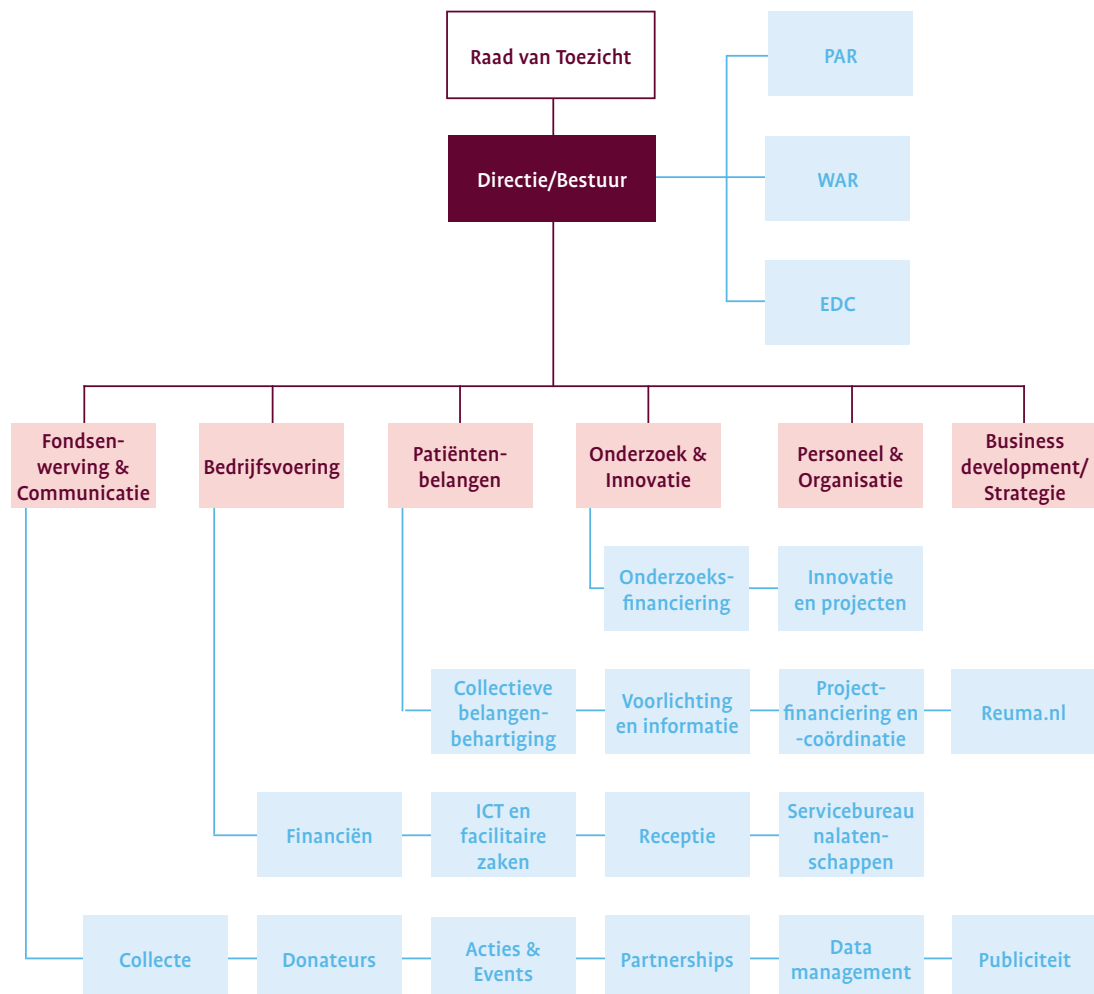 Raad van Toezicht
PAR
Directie/Bestuur
WAR
EDC
Fondsen-
werving &
Communicatie
Bedrijfsvoering
Patiënten-
belangen
Onderzoek &
Innovatie
Personeel &
Organisatie
Business
development/
Strategie
Onderzoeks-
financiering
Innovatie
en projecten
Collectieve
belangen-
behartiging
Voorlichting
en informatie
Project-
financiering en
-coördinatie
Reuma.nl
Financiën
ICT en
facilitaire
zaken
Receptie
Servicebureau
nalaten-
schappen
Collecte
Donateurs
Acties &
Events
Partnerships
Data
management
Publiciteit